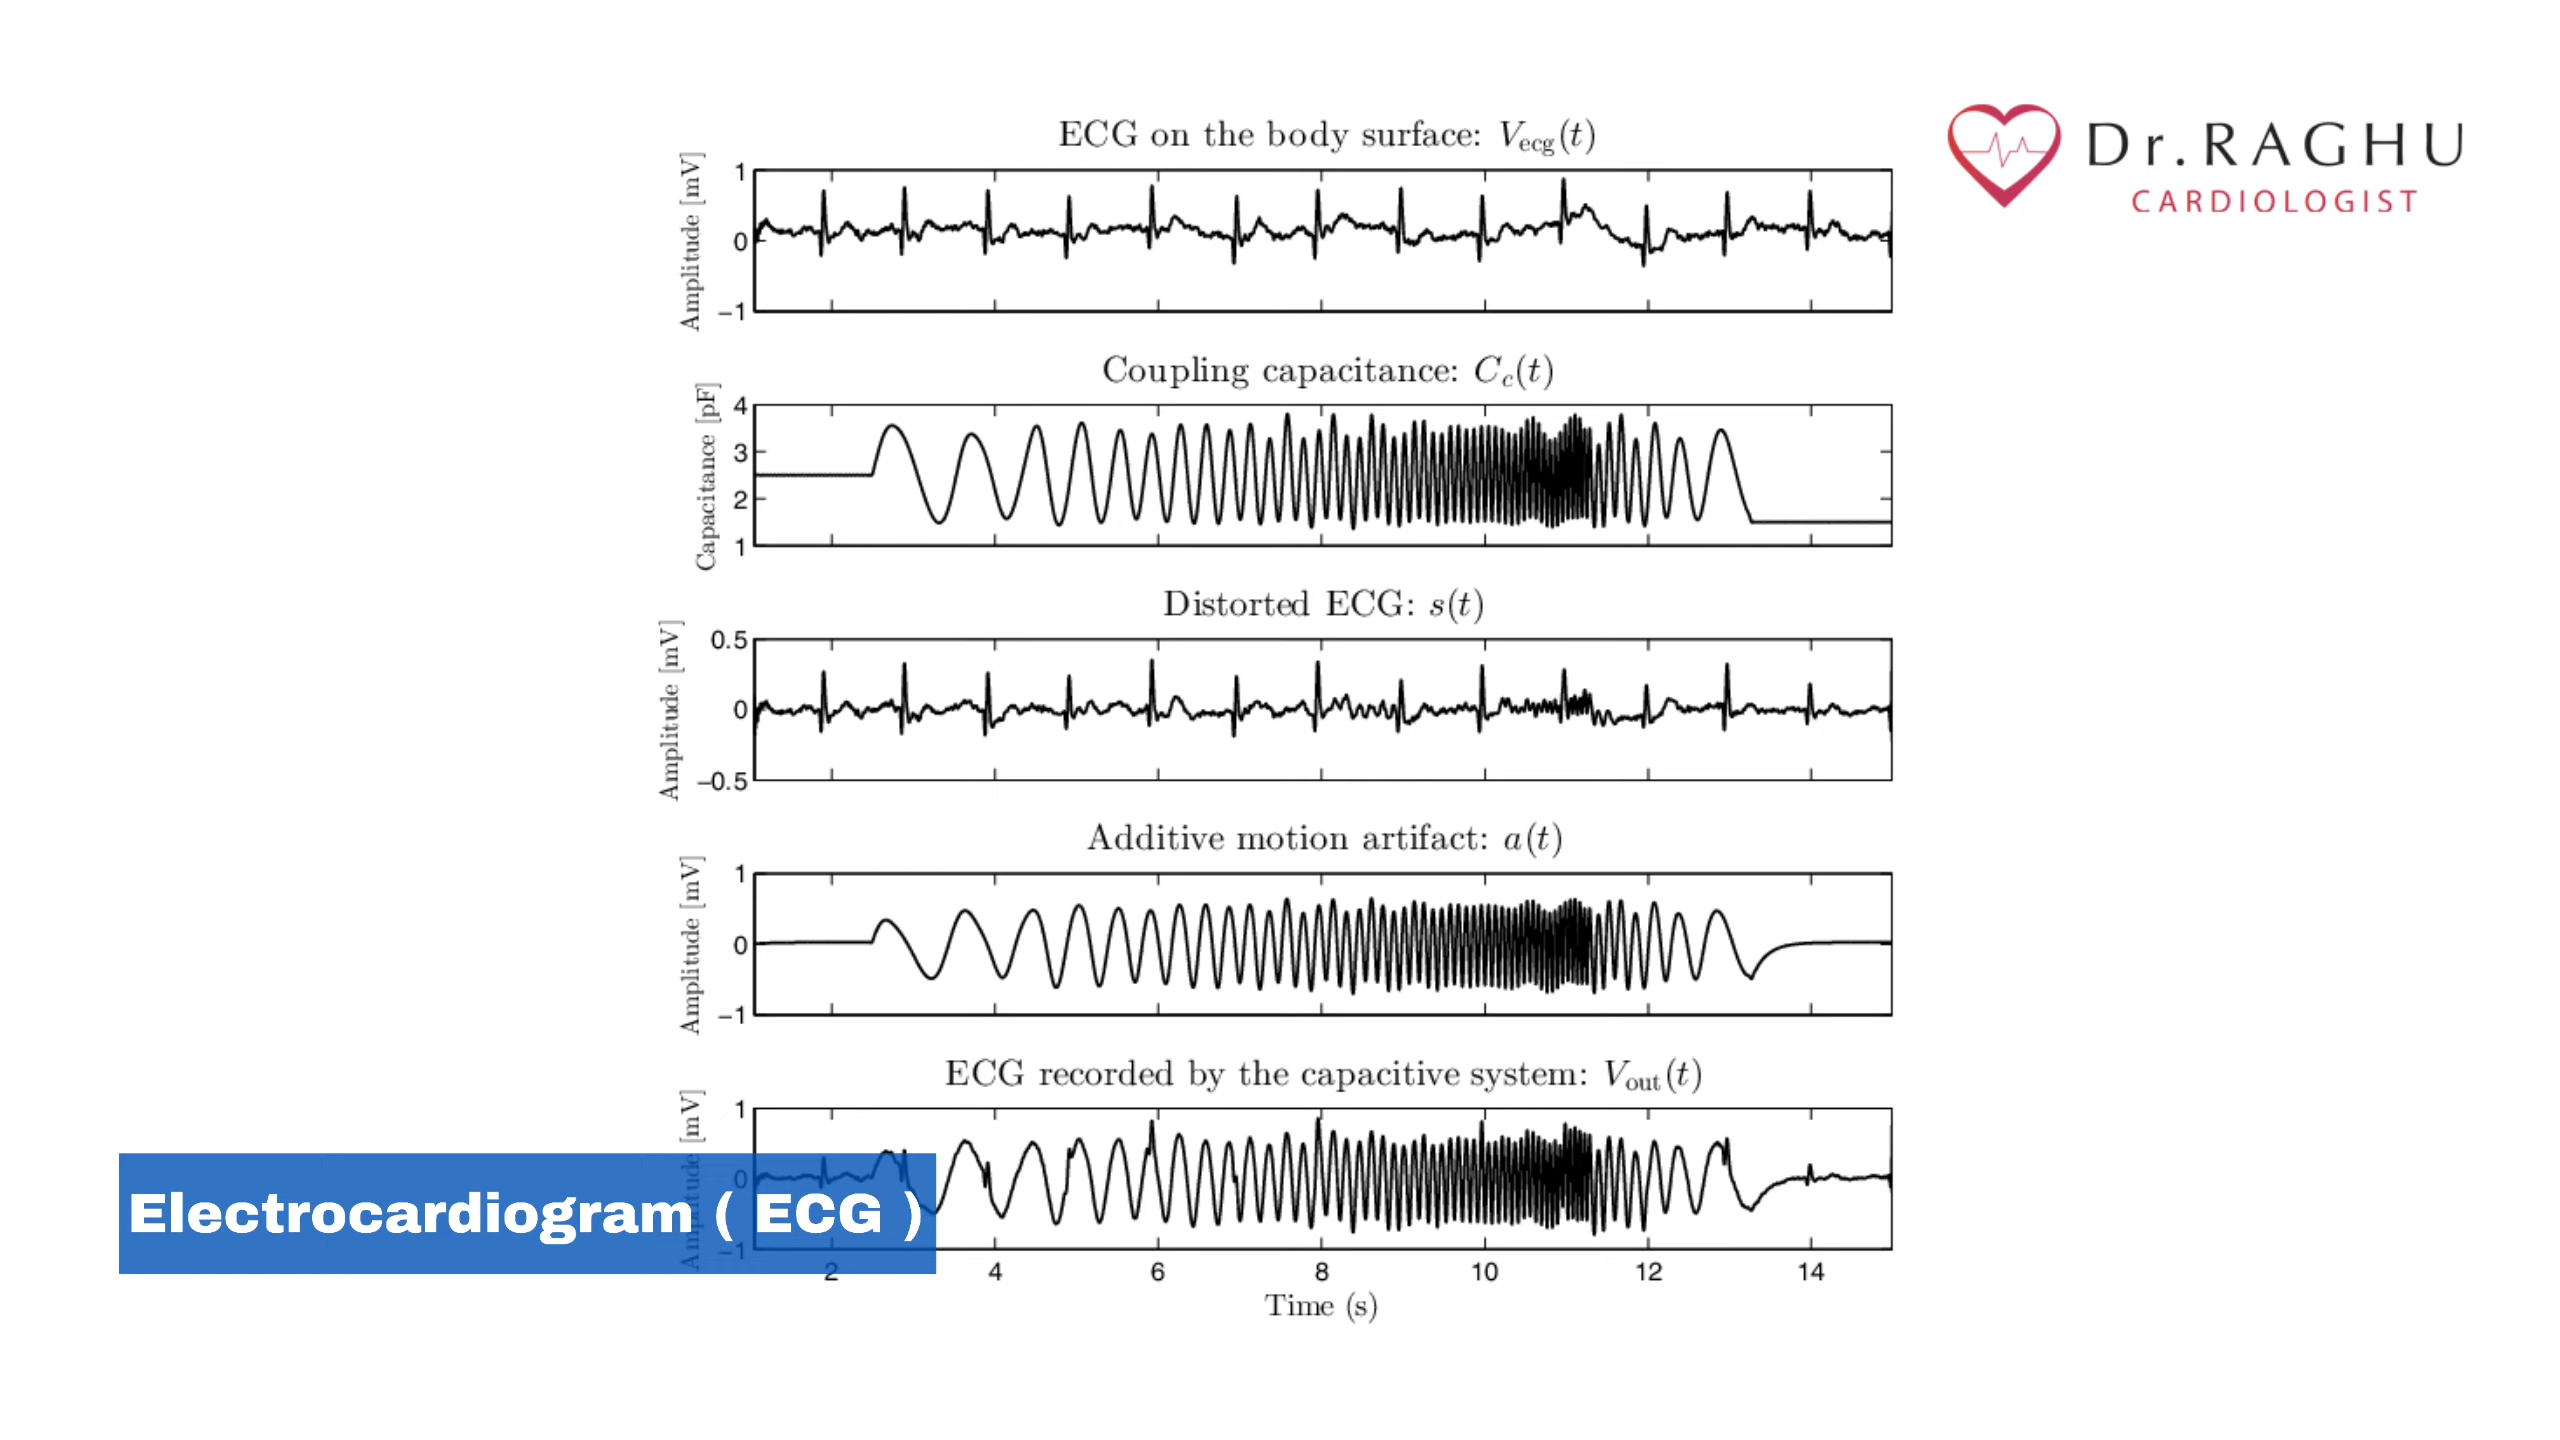 ECG on the body surface: V_ecg(t)
Dr.RAGHU
CARDIOLOGIST
Amplitude [mV]
1
0
−1
Coupling capacitance: C_c(t)
Capacitance [pF]
4
3
2
1
Distorted ECG: s(t)
Amplitude [mV]
0.5
0
−0.5
Additive motion artifact: a(t)
Amplitude [mV]
1
0
−1
ECG recorded by the capacitive system: V_out(t)
Amplitude [mV]
1
0
−1
Electrocardiogram ( ECG )
2 4 6 8 10 12 14
Time (s)